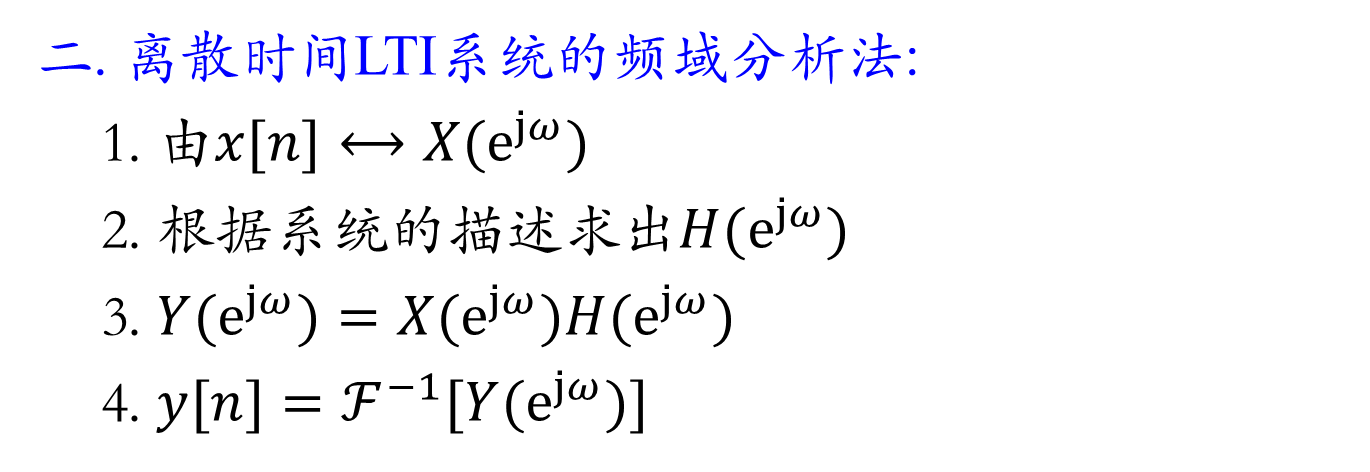 二. 离散时间LTI系统的频域分析法:
1. 由x[n] ⟷ X(e^{jω})
2. 根据系统的描述求出H(e^{jω})
3. Y(e^{jω}) = X(e^{jω})H(e^{jω})
4. y[n] = ℱ^{−1}[Y(e^{jω})]